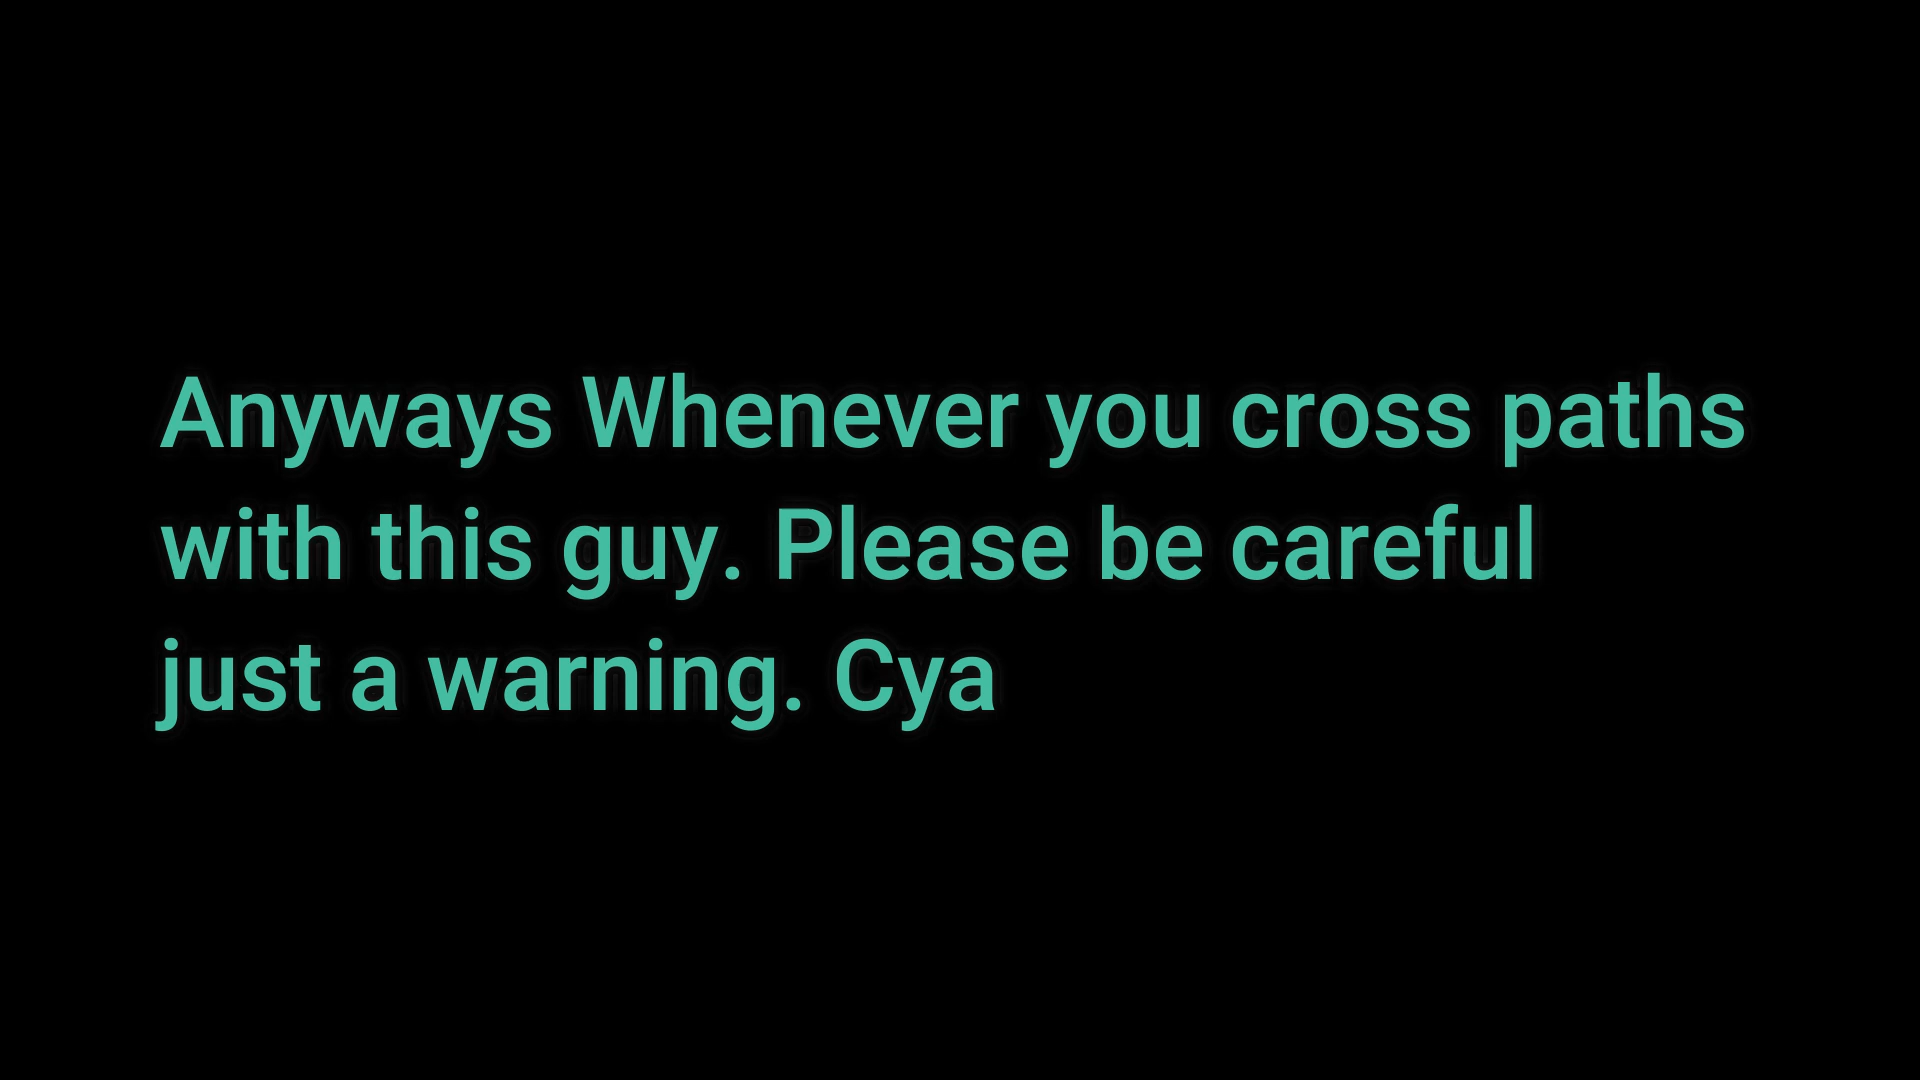 Anyways Whenever you cross paths
with this guy. Please be careful
just a warning. Cya